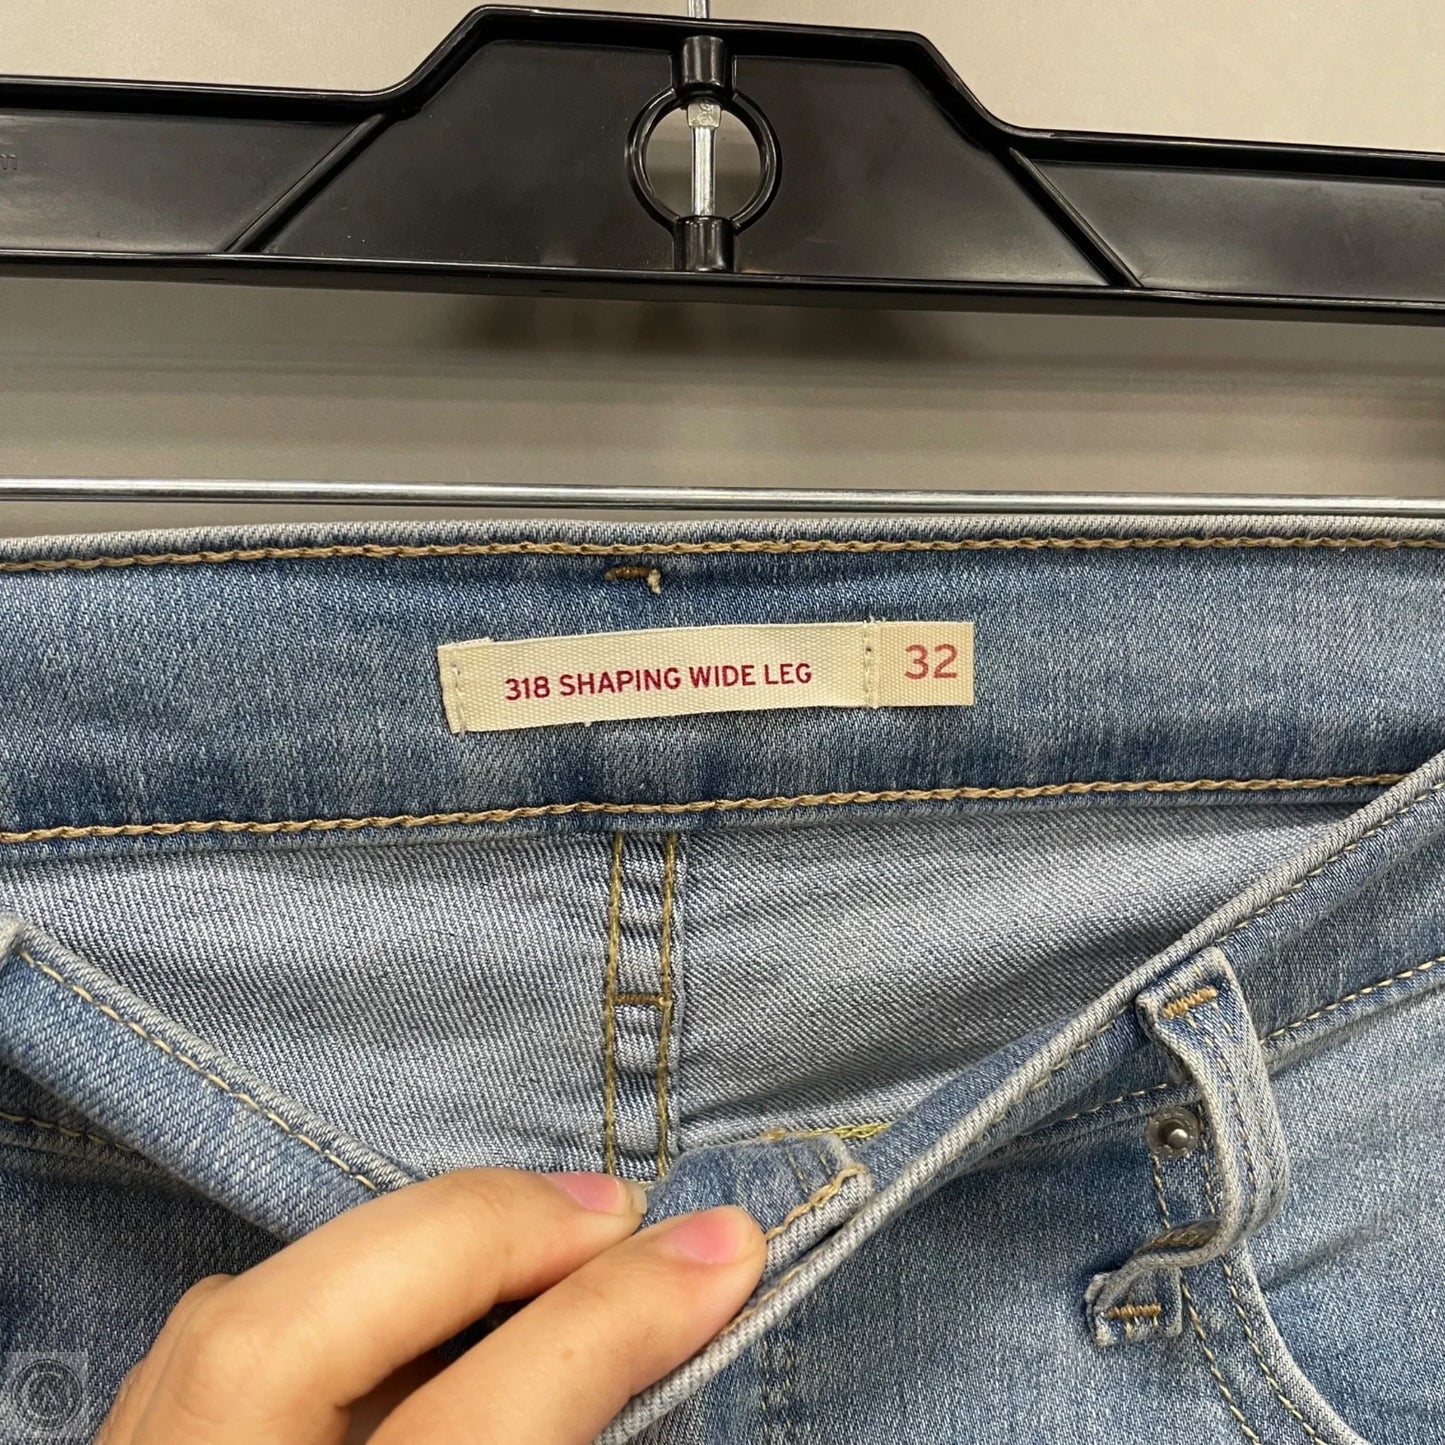 318 SHAPING WIDE LEG 32